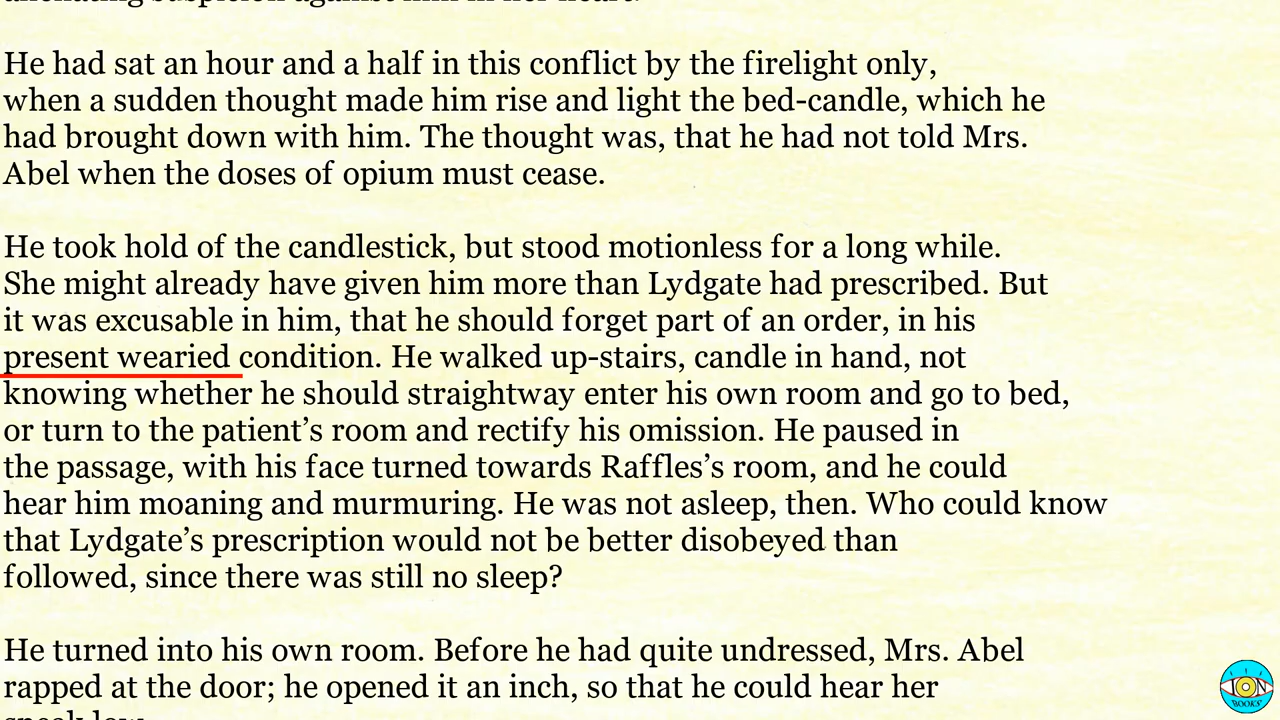 He had sat an hour and a half in this conflict by the firelight only,
when a sudden thought made him rise and light the bed-candle, which he
had brought down with him. The thought was, that he had not told Mrs.
Abel when the doses of opium must cease.
He took hold of the candlestick, but stood motionless for a long while.
She might already have given him more than Lydgate had prescribed. But
it was excusable in him, that he should forget part of an order, in his
present wearied condition. He walked up-stairs, candle in hand, not
knowing whether he should straightway enter his own room and go to bed,
or turn to the patient’s room and rectify his omission. He paused in
the passage, with his face turned towards Raffles’s room, and he could
hear him moaning and murmuring. He was not asleep, then. Who could know
that Lydgate’s prescription would not be better disobeyed than
followed, since there was still no sleep?
He turned into his own room. Before he had quite undressed, Mrs. Abel
rapped at the door; he opened it an inch, so that he could hear her
ION
BOOKS